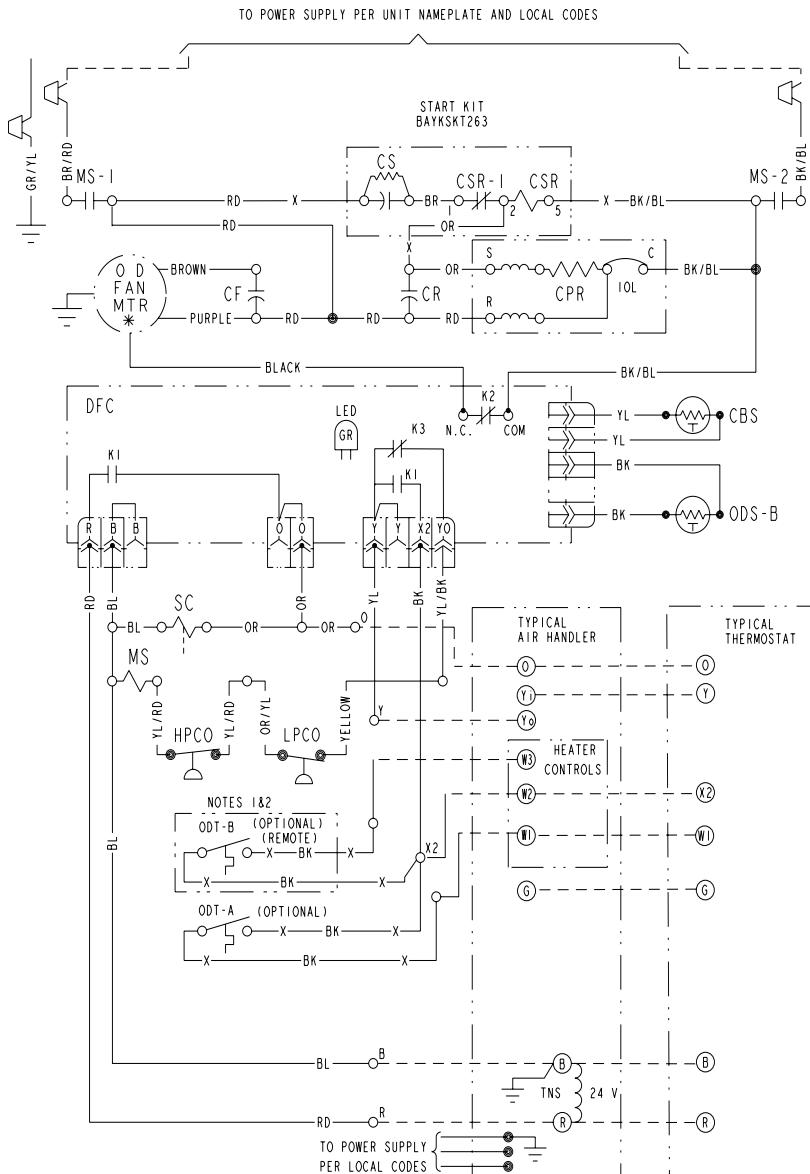 TO POWER SUPPLY PER UNIT NAMEPLATE AND LOCAL CODES
START KIT
BAYKSKT263
GR/YL
BR/RD
BK/BL
MS-1
CS
CSR-1
CSR
MS-2
RD
X
BR
1
2
5
X
BK/BL
RD
OR
X
O D
FAN
MTR
*
BROWN
PURPLE
CF
RD
CR
OR
RD
S
R
CPR
IOL
C
BK/BL
BLACK
BK/BL
DFC
LED
GR
K2
N.C.
COM
K3
K1
K1
YL
YL
BK
BK
CBS
ODS-B
R
B
B
O
O
Y
Y
X2
YO
RD
BL
OR
YL
BK
YL/BK
SC
BL
OR
OR
O
MS
YL/RD
HPCO
YL/RD
OR/YL
LPCO
YELLOW
Y
TYPICAL
AIR HANDLER
TYPICAL
THERMOSTAT
O
O
Yi
Y
Yo
W3
HEATER
CONTROLS
W2
X2
W1
W1
G
G
NOTES 1&2
ODT-B
(OPTIONAL)
(REMOTE)
X
BK
X
X
BK
X
X2
BL
ODT-A
(OPTIONAL)
X
BK
X
X
BK
X
BL
B
B
B
TNS
24 V
RD
R
R
R
TO POWER SUPPLY
PER LOCAL CODES